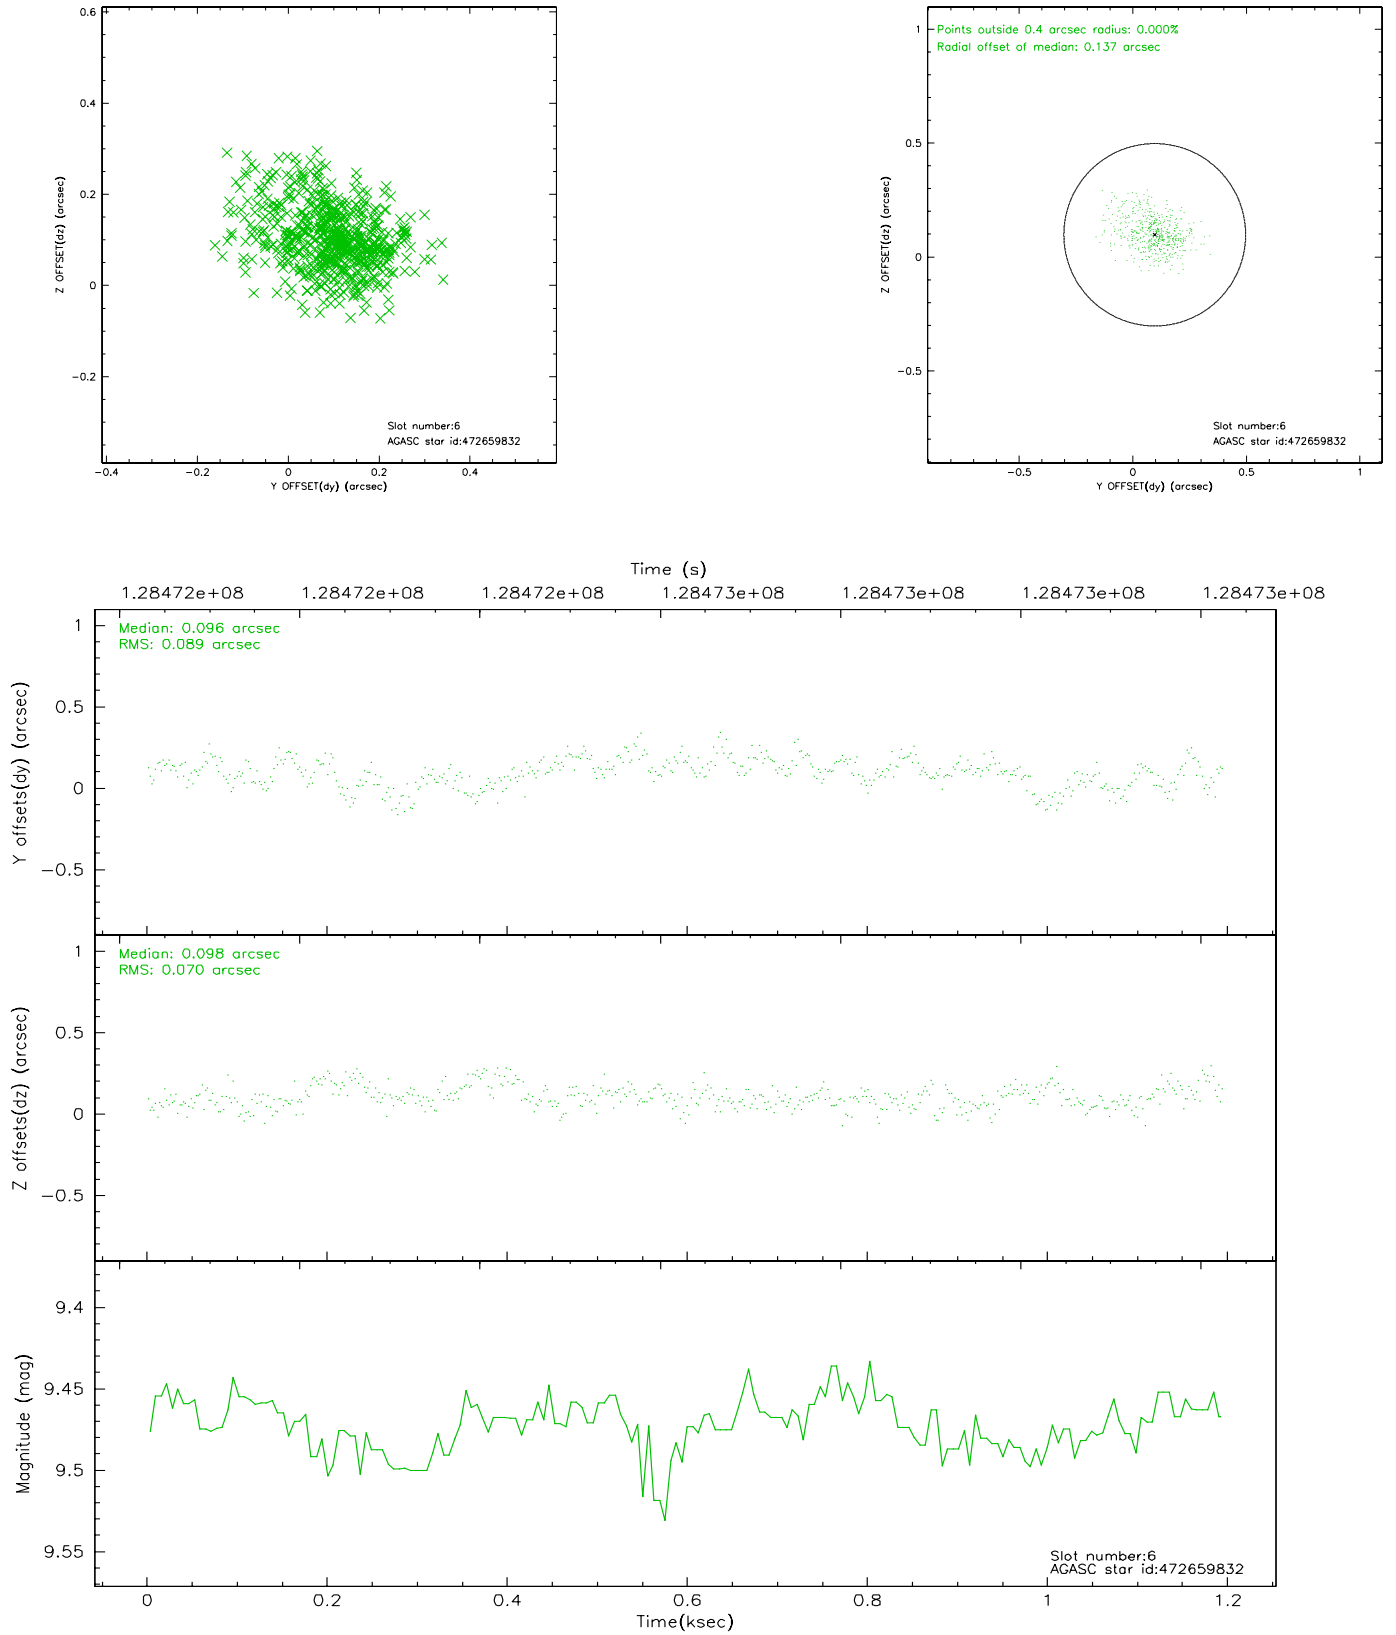 0.6
0.4
0.2
0
−0.2
Z OFFSET(dz) (arcsec)
Slot number:6
AGASC star id:472659832
−0.4 −0.2 0 0.2 0.4
Y OFFSET(dy) (arcsec)
Points outside 0.4 arcsec radius: 0.000%
Radial offset of median: 0.137 arcsec
1
0.5
0
−0.5
Z OFFSET(dz) (arcsec)
Slot number:6
AGASC star id:472659832
−0.5 0 0.5 1
Y OFFSET(dy) (arcsec)
Time (s)
1.28472e+08 1.28472e+08 1.28472e+08 1.28473e+08 1.28473e+08 1.28473e+08 1.28473e+08
Median: 0.096 arcsec
RMS: 0.089 arcsec
1
0.5
0
−0.5
Y offsets(dy) (arcsec)
Median: 0.098 arcsec
RMS: 0.070 arcsec
1
0.5
0
−0.5
Z offsets(dz) (arcsec)
9.4
9.45
9.5
9.55
Magnitude (mag)
Slot number:6
AGASC star id:472659832
0 0.2 0.4 0.6 0.8 1 1.2
Time(ksec)